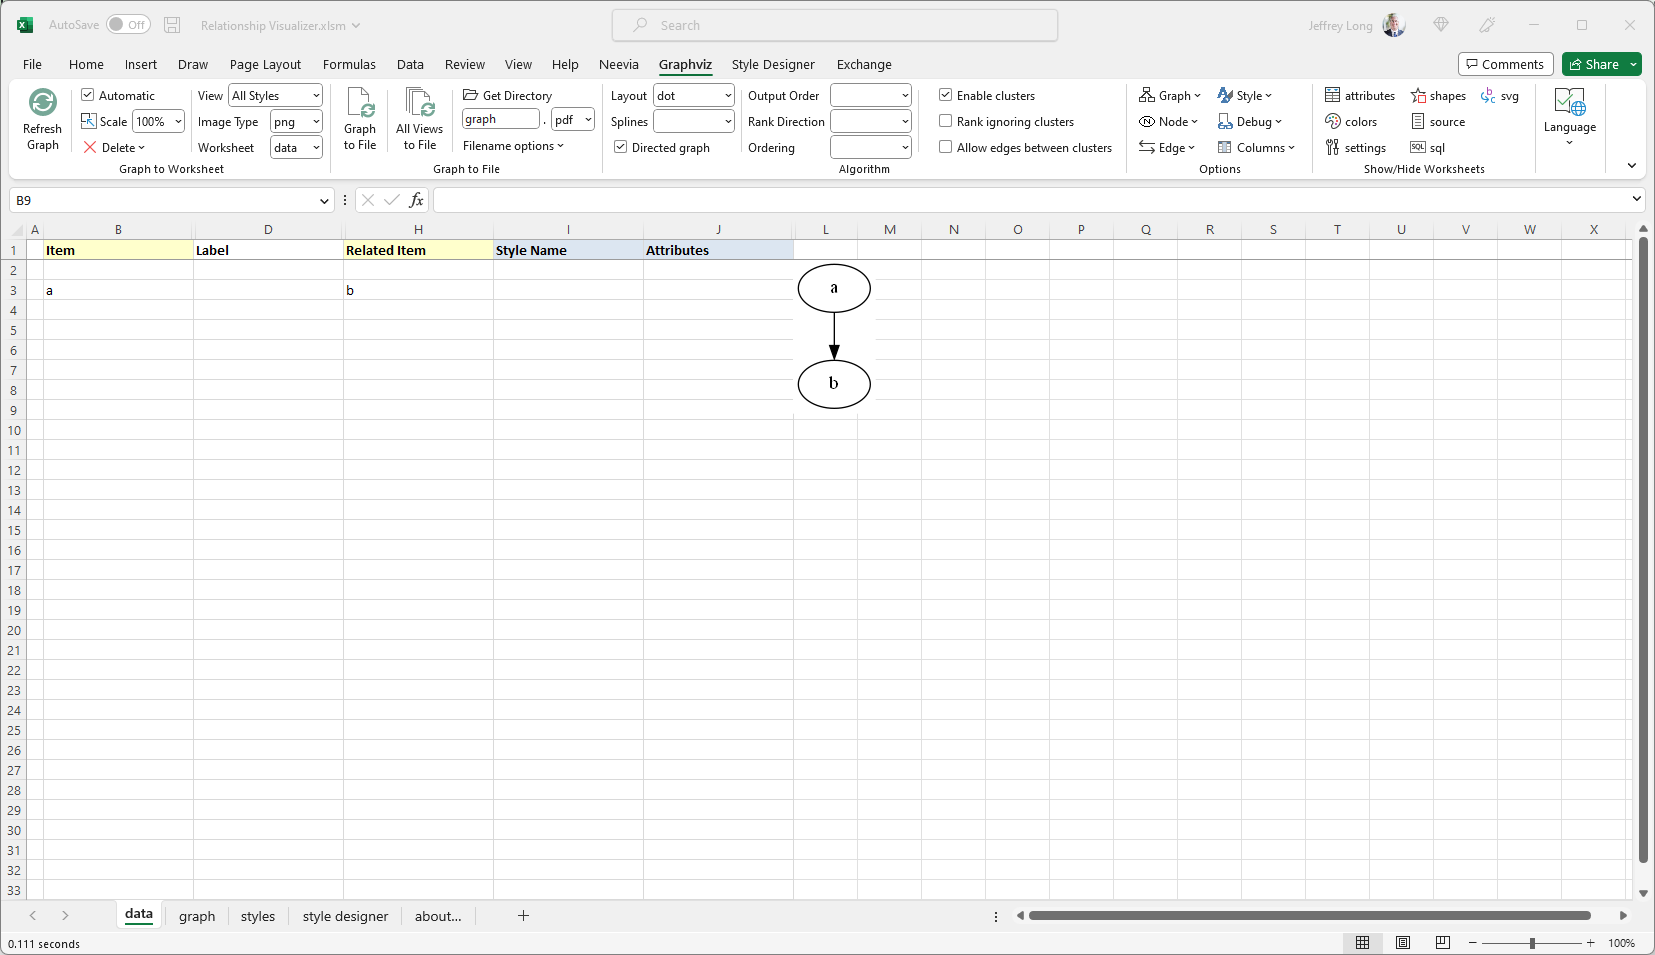 AutoSave Off Relationship Visualizer.xlsm Search Jeffrey Long
File Home Insert Draw Page Layout Formulas Data Review View Help Neevia Graphviz Style Designer Exchange Comments Share
Refresh Graph
Automatic
Scale 100%
Delete
View All Styles
Image Type png
Worksheet data
Graph to Worksheet
Graph to File
All Views to File
Get Directory
graph . pdf
Filename options
Graph to File
Layout dot
Splines
Directed graph
Output Order
Rank Direction
Ordering
Enable clusters
Rank ignoring clusters
Allow edges between clusters
Algorithm
Graph
Node
Edge
Style
Debug
Columns
Options
attributes
colors
settings
shapes
source
SQL sql
svg
Show/Hide Worksheets
Language
B9 fx
A B D H I J L M N O P Q R S T U V W X
1 Item Label Related Item Style Name Attributes
2
3 a b
4
5
6
7
8
9
10
11
12
13
14
15
16
17
18
19
20
21
22
23
24
25
26
27
28
29
30
31
32
33
a
b
data graph styles style designer about...
0.111 seconds 100%